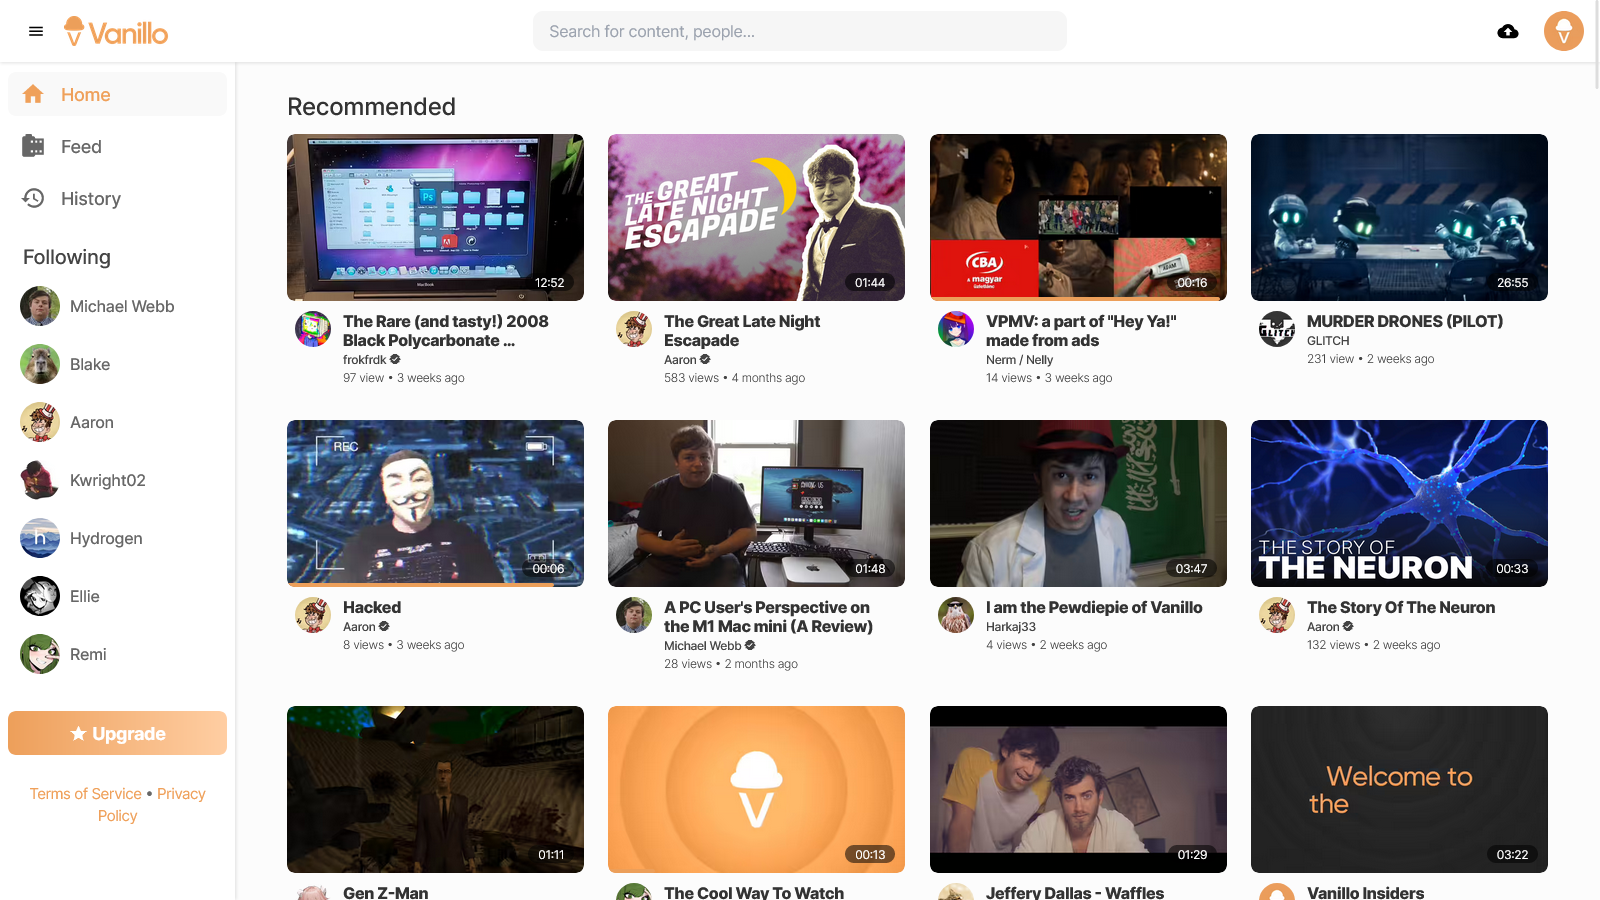 Vanillo
Search for content, people...
Home
Feed
History
Following
Michael Webb
Blake
Aaron
Kwright02
Hydrogen
Ellie
Remi
Upgrade
Terms of Service • Privacy
Policy
Recommended
MacBook
12:52
The Rare (and tasty!) 2008
Black Polycarbonate ...
frokfrdk
97 view • 3 weeks ago
THE GREAT
LATE NIGHT
ESCAPADE
01:44
The Great Late Night
Escapade
Aaron
583 views • 4 months ago
CBA
a magyar
00:16
VPMV: a part of "Hey Ya!"
made from ads
Nerm / Nelly
14 views • 3 weeks ago
26:55
GLITCH
MURDER DRONES (PILOT)
GLITCH
231 view • 2 weeks ago
REC
00:06
Hacked
Aaron
8 views • 3 weeks ago
01:48
A PC User's Perspective on
the M1 Mac mini (A Review)
Michael Webb
28 views • 2 months ago
03:47
I am the Pewdiepie of Vanillo
Harkaj33
4 views • 2 weeks ago
THE STORY OF
THE NEURON
00:33
The Story Of The Neuron
Aaron
132 views • 2 weeks ago
01:11
Gen Z-Man
00:13
The Cool Way To Watch
01:29
Jeffery Dallas - Waffles
Welcome to
the
03:22
Vanillo Insiders